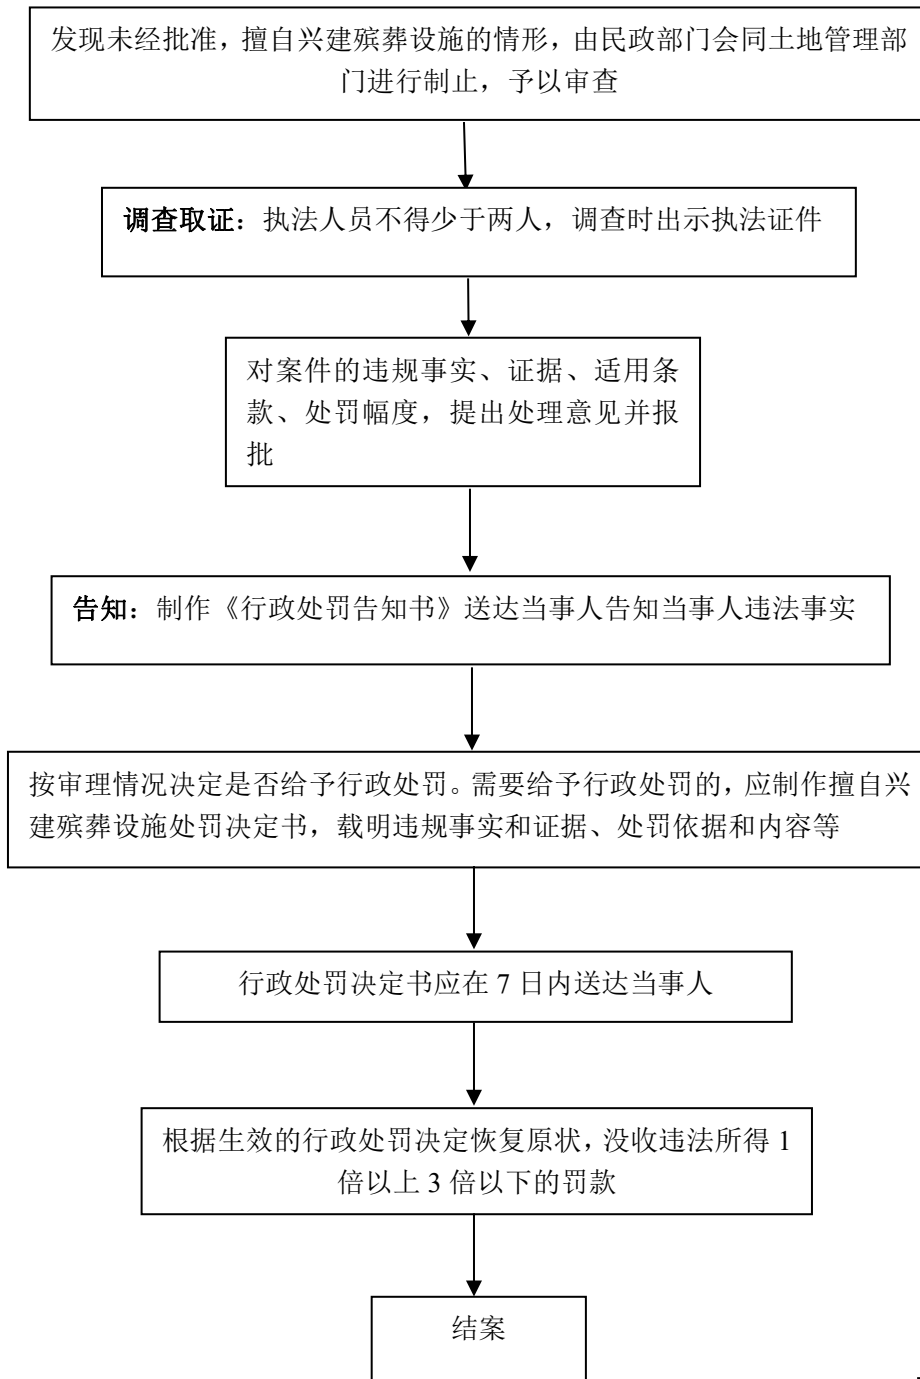 发现未经批准，擅自兴建殡葬设施的情形，由民政部门会同土地管理部
门进行制止，予以审查
调查取证：执法人员不得少于两人，调查时出示执法证件
对案件的违规事实、证据、适用条
款、处罚幅度，提出处理意见并报
批
告知：制作《行政处罚告知书》送达当事人告知当事人违法事实
按审理情况决定是否给予行政处罚。需要给予行政处罚的，应制作擅自兴
建殡葬设施处罚决定书，载明违规事实和证据、处罚依据和内容等
行政处罚决定书应在 7 日内送达当事人
根据生效的行政处罚决定恢复原状，没收违法所得 1
倍以上 3 倍以下的罚款
结案